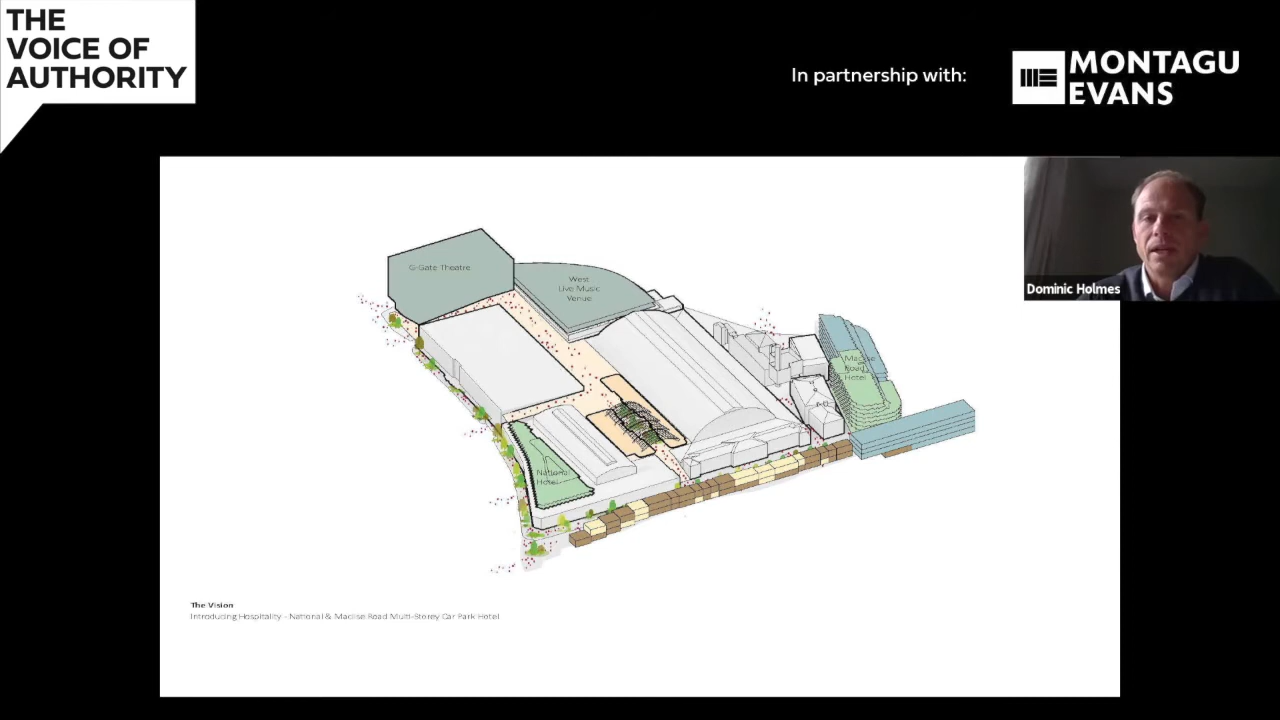 THE
VOICE OF
AUTHORITY
In partnership with:
MONTAGU
EVANS
Dominic Holmes
G-Gate Theatre
West
Live Music
Venue
Maclise
Road
Hotel
National
Hotel
The Vision
Introducing Hospitality - National & Maclise Road Multi-Storey Car Park Hotel